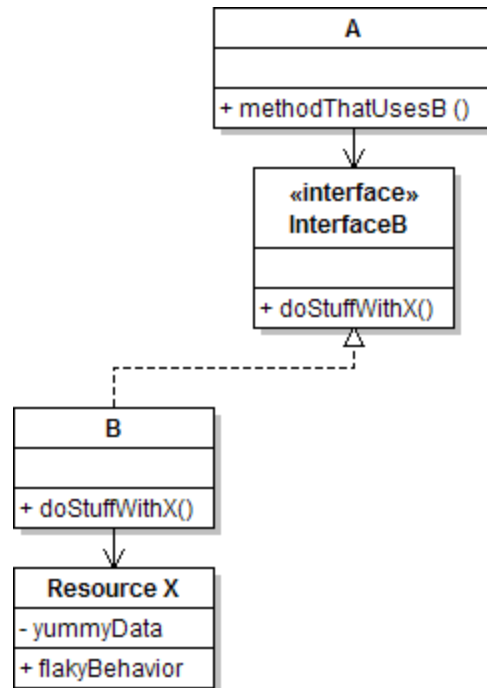 A
+ methodThatUsesB ()
«interface»
InterfaceB
+ doStuffWithX()
B
+ doStuffWithX()
Resource X
- yummyData
+ flakyBehavior